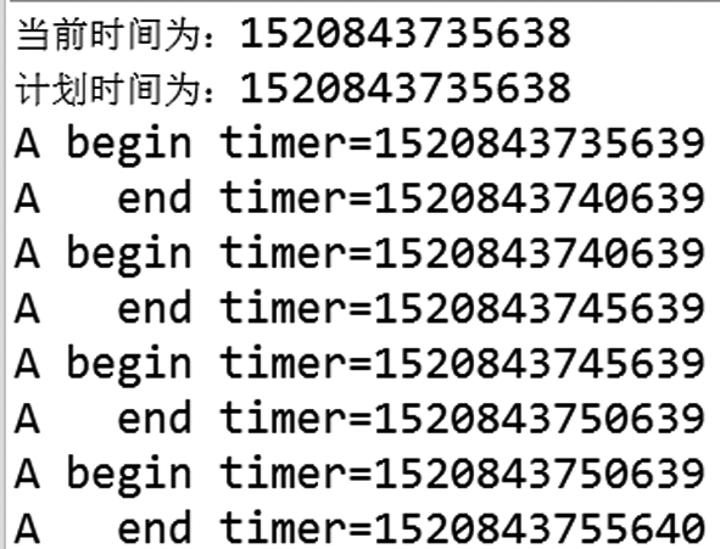 当前时间为：1520843735638
计划时间为：1520843735638
A begin timer=1520843735639
A   end timer=1520843740639
A begin timer=1520843740639
A   end timer=1520843745639
A begin timer=1520843745639
A   end timer=1520843750639
A begin timer=1520843750639
A   end timer=1520843755640